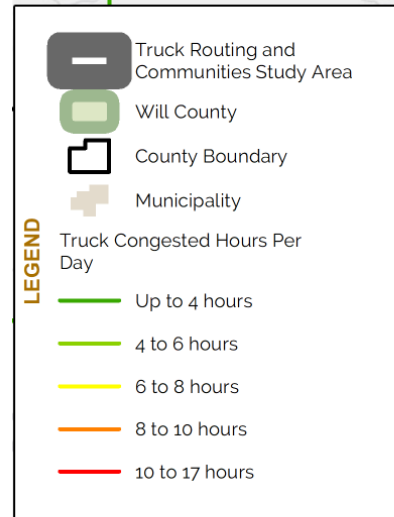 LEGEND
Truck Routing and
Communities Study Area
Will County
County Boundary
Municipality
Truck Congested Hours Per
Day
Up to 4 hours
4 to 6 hours
6 to 8 hours
8 to 10 hours
10 to 17 hours